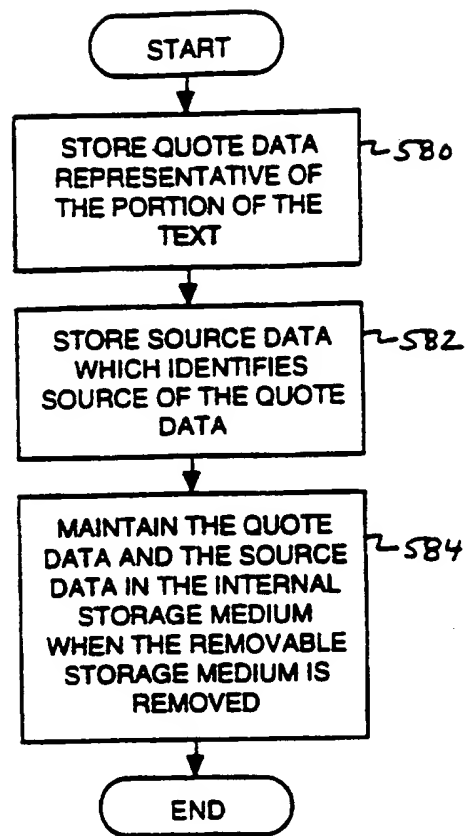 START
STORE QUOTE DATA
REPRESENTATIVE OF
THE PORTION OF THE
TEXT
580
STORE SOURCE DATA
WHICH IDENTIFIES
SOURCE OF THE QUOTE
DATA
582
MAINTAIN THE QUOTE
DATA AND THE SOURCE
DATA IN THE INTERNAL
STORAGE MEDIUM
WHEN THE REMOVABLE
STORAGE MEDIUM IS
REMOVED
584
END